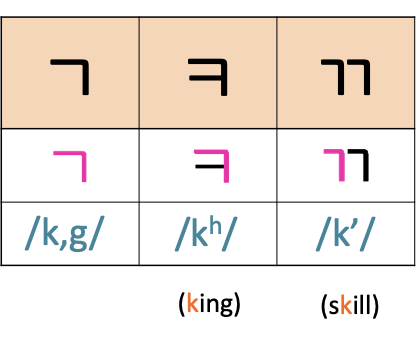 ㄱ ㅋ ㄲ
ㄱ ㅋ ㄲ
/k,g/ /kʰ/ /k’/
(king) (skill)